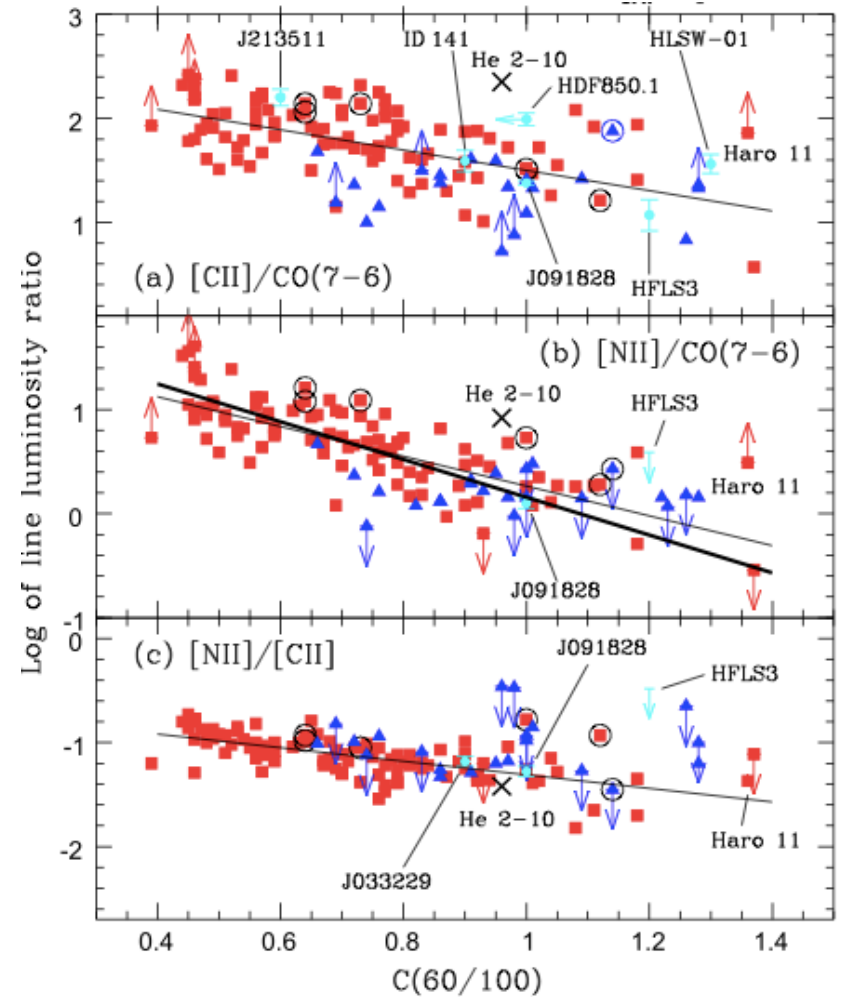 3
J213511
ID 141
HLSW-01
He 2-10
HDF850.1
2
Haro 11
1
J091828
HFLS3
(a) [CII]/CO(7-6)
(b) [NII]/CO(7-6)
He 2-10
HFLS3
1
Haro 11
0
J091828
-1
0
(c) [NII]/[CII]
J091828
HFLS3
-1
He 2-10
Haro 11
-2
J033229
0.4 0.6 0.8 1 1.2 1.4
C(60/100)
Log of line luminosity ratio